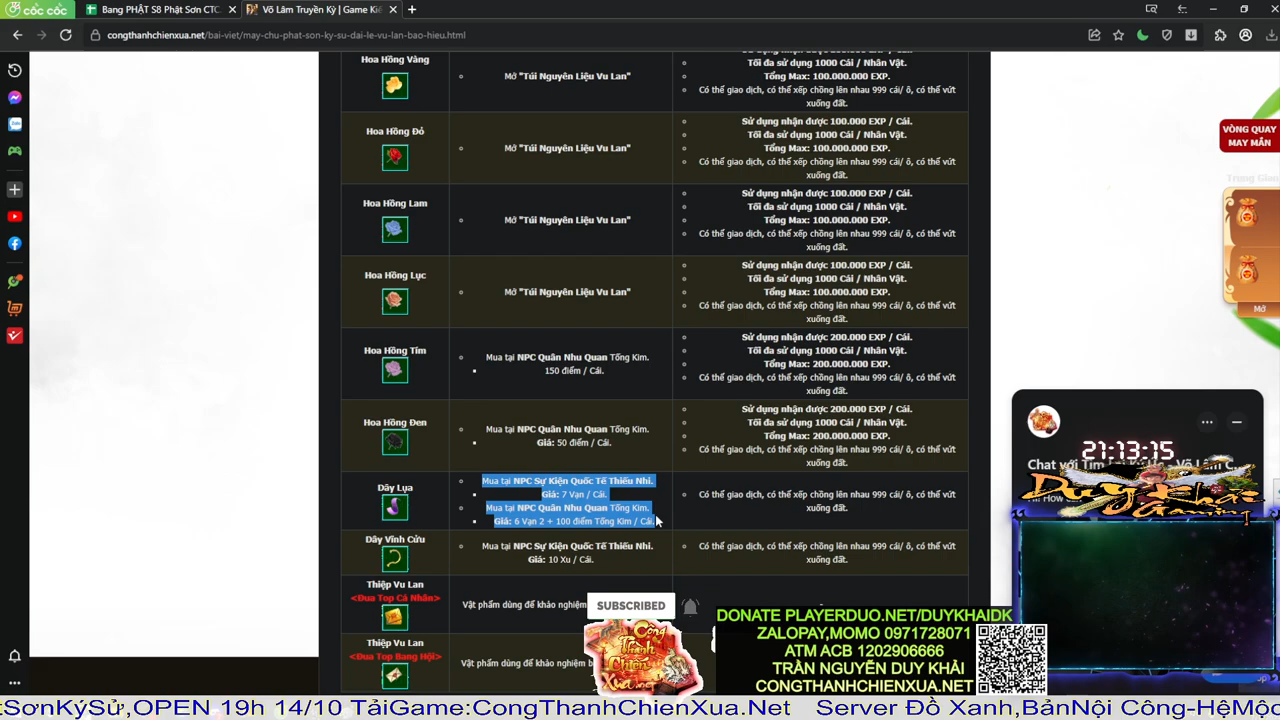 cốc cốc
Bang PHẬT S8 Phật Sơn CTC
Võ Lâm Truyền Kỳ | Game Kiế
congthanhchienxua.net/bai-viet/may-chu-phat-son-ky-su-dai-le-vu-lan-bao-hieu.html
Hoa Hồng Vàng
Mở "Túi Nguyên Liệu Vu Lan"
Tối đa sử dụng 1000 Cái / Nhân Vật.
Tổng Max: 100.000.000 EXP.
Có thể giao dịch, có thể xếp chồng lên nhau 999 cái/ ô, có thể vứt
xuống đất.
Hoa Hồng Đỏ
Mở "Túi Nguyên Liệu Vu Lan"
Sử dụng nhận được 100.000 EXP / Cái.
Tối đa sử dụng 1000 Cái / Nhân Vật.
Tổng Max: 100.000.000 EXP.
Có thể giao dịch, có thể xếp chồng lên nhau 999 cái/ ô, có thể vứt
xuống đất.
Hoa Hồng Lam
Mở "Túi Nguyên Liệu Vu Lan"
Sử dụng nhận được 100.000 EXP / Cái.
Tối đa sử dụng 1000 Cái / Nhân Vật.
Tổng Max: 100.000.000 EXP.
Có thể giao dịch, có thể xếp chồng lên nhau 999 cái/ ô, có thể vứt
xuống đất.
Hoa Hồng Lục
Mở "Túi Nguyên Liệu Vu Lan"
Sử dụng nhận được 100.000 EXP / Cái.
Tối đa sử dụng 1000 Cái / Nhân Vật.
Tổng Max: 100.000.000 EXP.
Có thể giao dịch, có thể xếp chồng lên nhau 999 cái/ ô, có thể vứt
xuống đất.
Hoa Hồng Tím
Mua tại NPC Quân Nhu Quan Tống Kim.
150 điểm / Cái.
Sử dụng nhận được 200.000 EXP / Cái.
Tối đa sử dụng 1000 Cái / Nhân Vật.
Tổng Max: 200.000.000 EXP.
Có thể giao dịch, có thể xếp chồng lên nhau 999 cái/ ô, có thể vứt
xuống đất.
Hoa Hồng Đen
Mua tại NPC Quân Nhu Quan Tống Kim.
Giá: 50 điểm / Cái.
Sử dụng nhận được 200.000 EXP / Cái.
Tối đa sử dụng 1000 Cái / Nhân Vật.
Tổng Max: 200.000.000 EXP.
Có thể giao dịch, có thể xếp chồng lên nhau 999 cái/ ô, có thể vứt
xuống đất.
Dây Lụa
Mua tại NPC Sự Kiện Quốc Tế Thiếu Nhi.
Giá: 7 Vạn / Cái.
Mua tại NPC Quân Nhu Quan Tống Kim.
Giá: 6 Vạn 2 + 100 điểm Tống Kim / Cái.
Có thể giao dịch, có thể xếp chồng lên nhau 999 cái/ ô, có thể vứt
xuống đất.
Dây Vĩnh Cửu
Mua tại NPC Sự Kiện Quốc Tế Thiếu Nhi.
Giá: 10 Xu / Cái.
Có thể giao dịch, có thể xếp chồng lên nhau 999 cái/ ô, có thể vứt
xuống đất.
Thiệp Vu Lan
<Đua Top Cá Nhân>
Vật phẩm dùng để khảo nghiệm
Thiệp Vu Lan
<Đua Top Bang Hội>
Vật phẩm dùng để khảo nghiệm
VÒNG QUAY
MAY MẮN
Trong Gian
Mở
21:13:15
Chat với
Duy Khải
Gaming
SUBSCRIBED
Công
Thành
Chiến
Xưa.net
DONATE PLAYERDUO.NET/DUYKHAIDK
ZALOPAY,MOMO 0971728071
ATM ACB 1202906666
TRẦN NGUYỄN DUY KHẢI
CONGTHANHCHIENXUA.NET
tSơnKýSử,OPEN 19h 14/10 TảiGame:CongThanhChienXua.Net Server Đồ Xanh,BảnNội Công-HệMộc